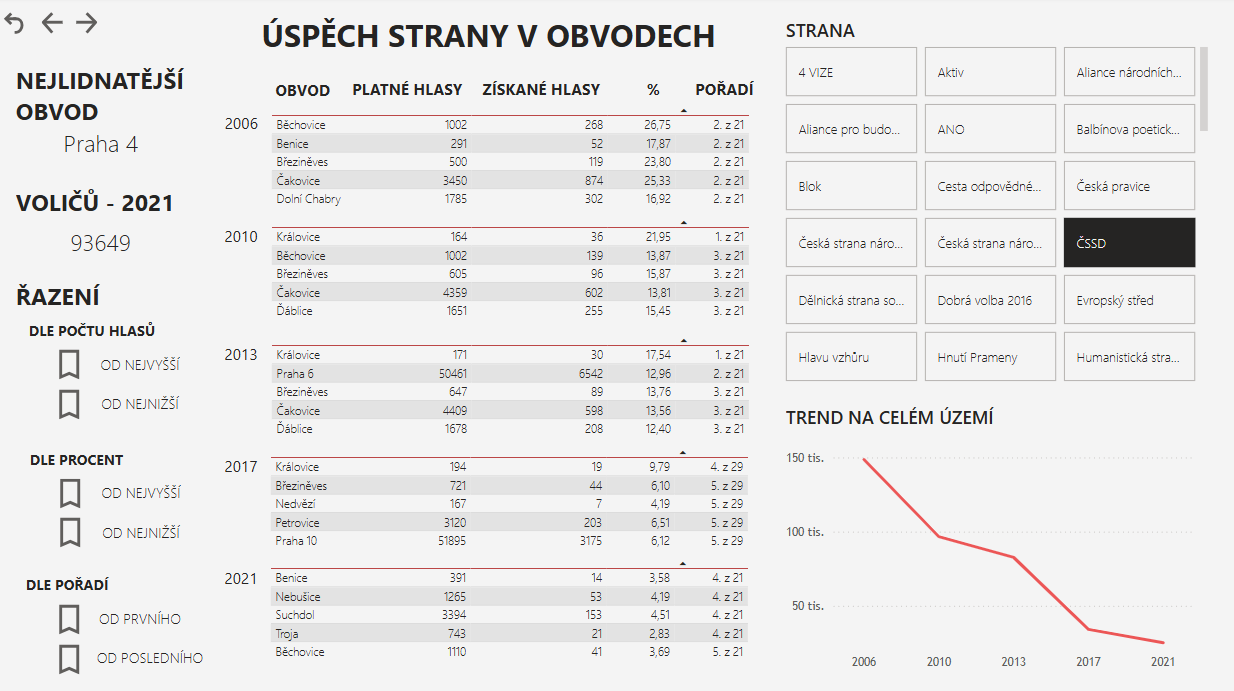 NEJLIDNATĚJŠÍ
OBVOD
Praha 4
VOLIČŮ - 2021
93649
ŘAZENÍ
DLE POČTU HLASŮ
OD NEJVYŠŠÍ
OD NEJNIŽŠÍ
DLE PROCENT
OD NEJVYŠŠÍ
OD NEJNIŽŠÍ
DLE POŘADÍ
OD PRVNÍHO
OD POSLEDNÍHO
ÚSPĚCH STRANY V OBVODECH
OBVOD PLATNÉ HLASY ZÍSKANÉ HLASY % POŘADÍ
2006
Běchovice 1002 268 26,75 2. z 21
Benice 291 52 17,87 2. z 21
Březiněves 500 119 23,80 2. z 21
Čakovice 3450 874 25,33 2. z 21
Dolní Chabry 1785 302 16,92 2. z 21
2010
Královice 164 36 21,95 1. z 21
Běchovice 1002 139 13,87 3. z 21
Březiněves 605 96 15,87 3. z 21
Čakovice 4359 602 13,81 3. z 21
Ďáblice 1651 255 15,45 3. z 21
2013
Královice 171 30 17,54 1. z 21
Praha 6 50461 6542 12,96 2. z 21
Březiněves 647 89 13,76 3. z 21
Čakovice 4409 598 13,56 3. z 21
Ďáblice 1678 208 12,40 3. z 21
2017
Královice 194 19 9,79 4. z 29
Březiněves 721 44 6,10 5. z 29
Nedvězí 167 7 4,19 5. z 29
Petrovice 3120 203 6,51 5. z 29
Praha 10 51895 3175 6,12 5. z 29
2021
Benice 391 14 3,58 4. z 21
Nebušice 1265 53 4,19 4. z 21
Suchdol 3394 153 4,51 4. z 21
Troja 743 21 2,83 4. z 21
Běchovice 1110 41 3,69 5. z 21
STRANA
4 VIZE Aktiv Aliance národních...
Aliance pro budo... ANO Balbínova poetick...
Blok Cesta odpovědné... Česká pravice
Česká strana náro... Česká strana náro... ČSSD
Dělnická strana so... Dobrá volba 2016 Evropský střed
Hlavu vzhůru Hnutí Prameny Humanistická stra...
TREND NA CELÉM ÚZEMÍ
150 tis.
100 tis.
50 tis.
2006 2010 2013 2017 2021